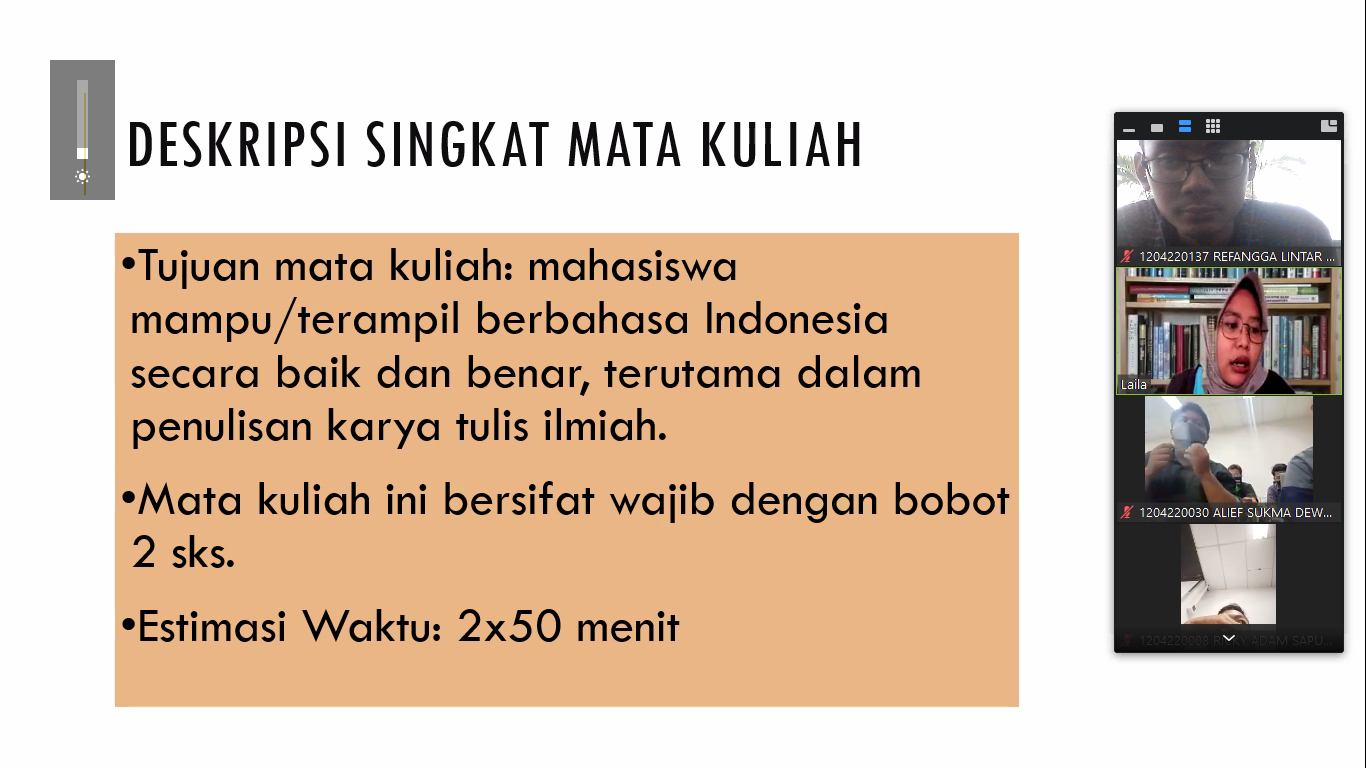 DESKRIPSI SINGKAT MATA KULIAH
•Tujuan mata kuliah: mahasiswa
mampu/terampil berbahasa Indonesia
secara baik dan benar, terutama dalam
penulisan karya tulis ilmiah.
•Mata kuliah ini bersifat wajib dengan bobot
2 sks.
•Estimasi Waktu: 2x50 menit
1204220137 REFANGGA LINTAR ...
Laila
1204220030 ALIEF SUKMA DEW...
ADAM SAPU...